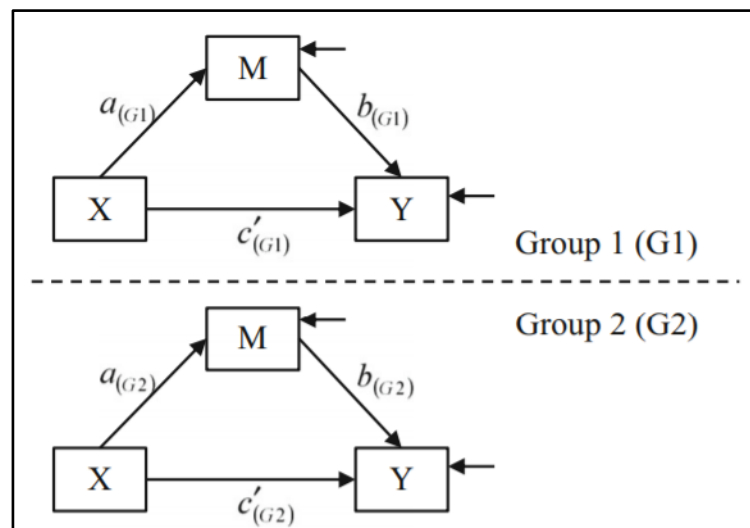 M
a(G1)
b(G1)
X
Y
c′(G1)
Group 1 (G1)
Group 2 (G2)
M
a(G2)
b(G2)
X
Y
c′(G2)